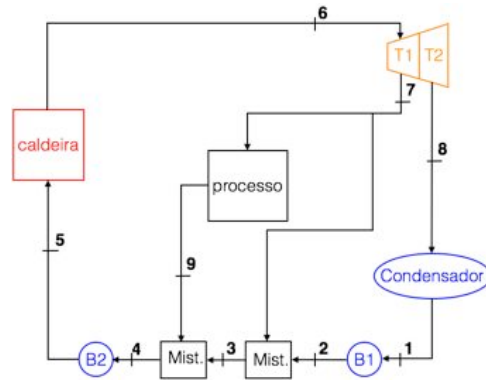 6
T1 T2
7
caldeira
processo
8
5
9
Condensador
4
3
2
1
B2
Mist.
Mist.
B1